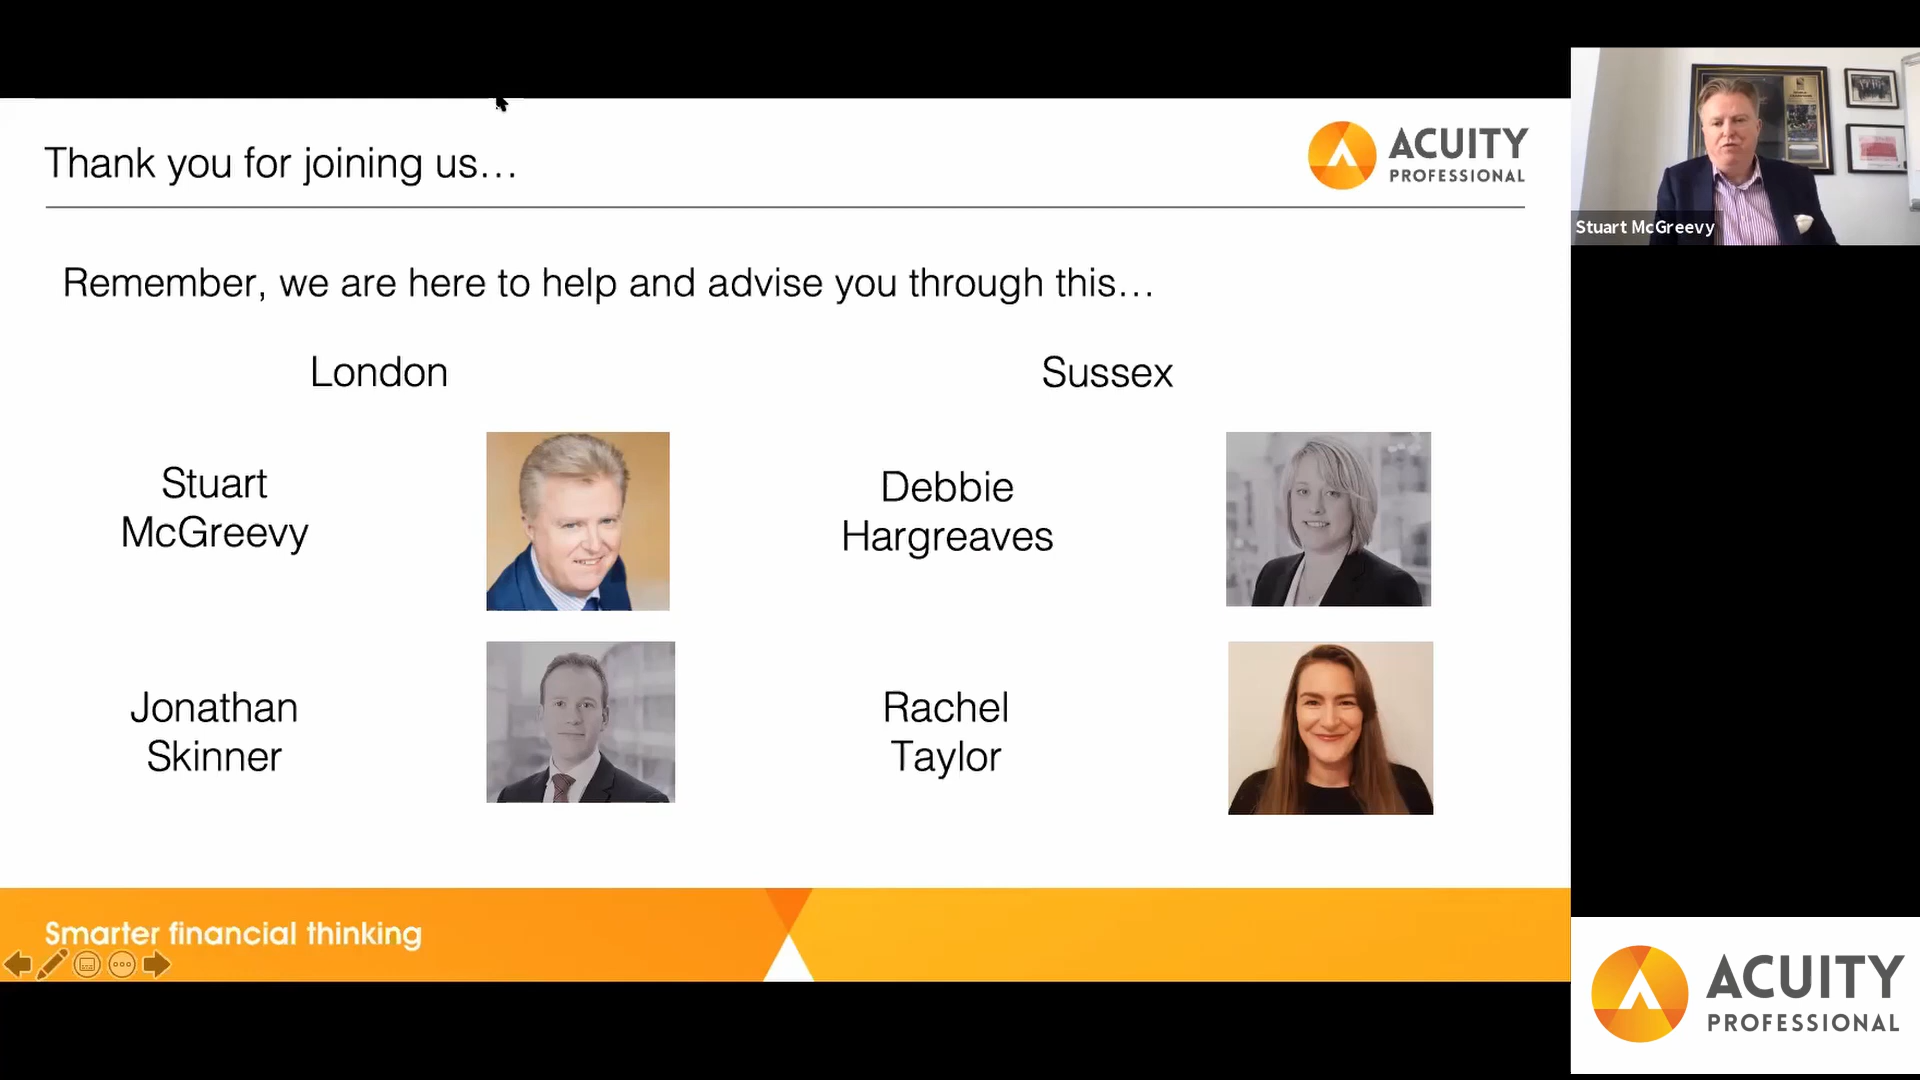 Thank you for joining us...
ACUITY
PROFESSIONAL
Stuart McGreevy
Remember, we are here to help and advise you through this...
London
Sussex
Stuart
McGreevy
Debbie
Hargreaves
Jonathan
Skinner
Rachel
Taylor
Smarter financial thinking
ACUITY
PROFESSIONAL